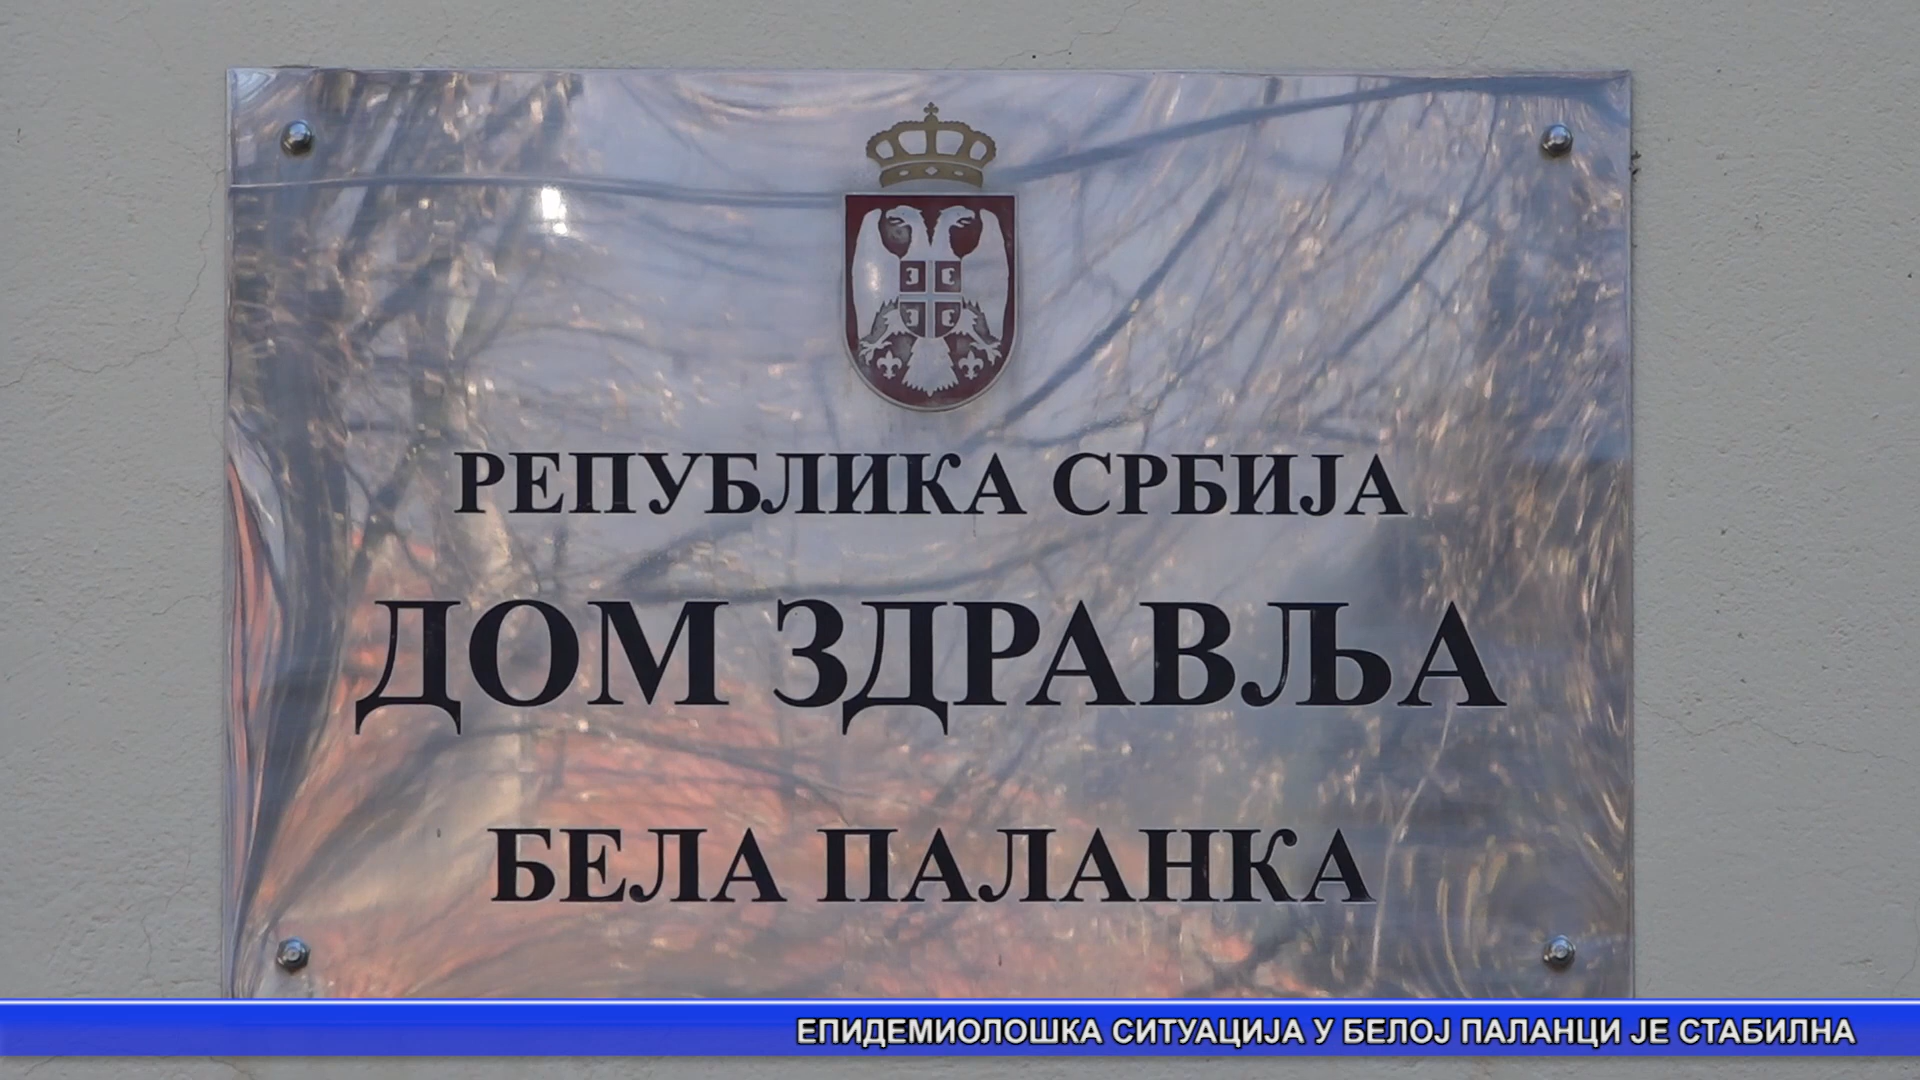 РЕПУБЛИКА СРБИЈА
ДОМ ЗДРАВЉА
БЕЛА ПАЛАНКА
ЕПИДЕМИОЛОШКА СИТУАЦИЈА У БЕЛОЈ ПАЛАНЦИ ЈЕ СТАБИЛНА